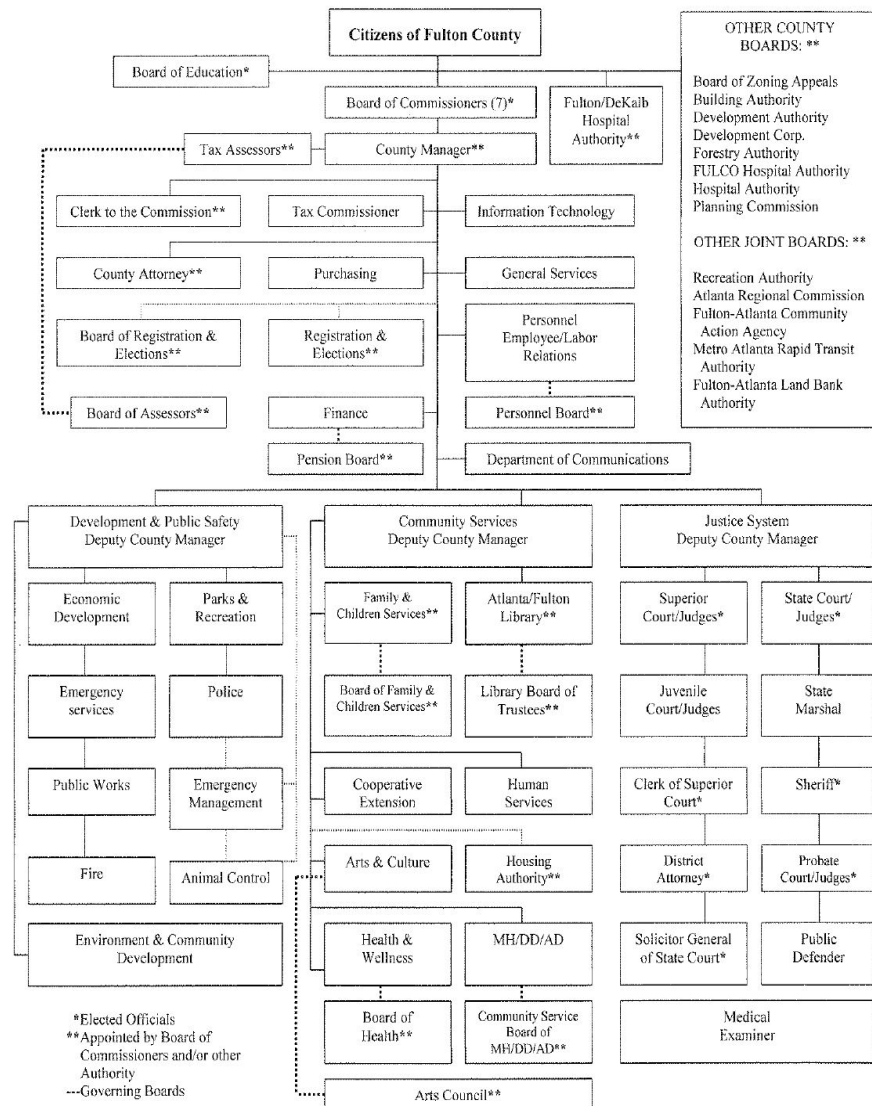 Citizens of Fulton County
Board of Education*
Board of Commissioners (7)*
Fulton/DeKalb
Hospital
Authority**
Tax Assessors**
County Manager**
Clerk to the Commission**
Tax Commissioner
Information Technology
County Attorney**
Purchasing
General Services
Board of Registration &
Elections**
Registration &
Elections**
Personnel
Employee/Labor
Relations
Board of Assessors**
Finance
Personnel Board**
Pension Board**
Department of Communications
OTHER COUNTY
BOARDS: **
Board of Zoning Appeals
Building Authority
Development Authority
Development Corp.
Forestry Authority
FULCO Hospital Authority
Hospital Authority
Planning Commission
OTHER JOINT BOARDS: **
Recreation Authority
Atlanta Regional Commission
Fulton-Atlanta Community
Action Agency
Metro Atlanta Rapid Transit
Authority
Fulton-Atlanta Land Bank
Authority
Development & Public Safety
Deputy County Manager
Economic
Development
Parks &
Recreation
Emergency
services
Police
Public Works
Emergency
Management
Fire
Animal Control
Environment & Community
Development
Community Services
Deputy County Manager
Family &
Children Services**
Atlanta/Fulton
Library**
Board of Family &
Children Services**
Library Board of
Trustees**
Cooperative
Extension
Human
Services
Arts & Culture
Housing
Authority**
Health &
Wellness
MH/DD/AD
Board of
Health**
Community Service
Board of
MH/DD/AD**
Arts Council**
Justice System
Deputy County Manager
Superior
Court/Judges*
State Court/
Judges*
Juvenile
Court/Judges
State
Marshal
Clerk of Superior
Court*
Sheriff*
District
Attorney*
Probate
Court/Judges*
Solicitor General
of State Court*
Public
Defender
Medical
Examiner
*Elected Officials
**Appointed by Board of
Commissioners and/or other
Authority
---Governing Boards